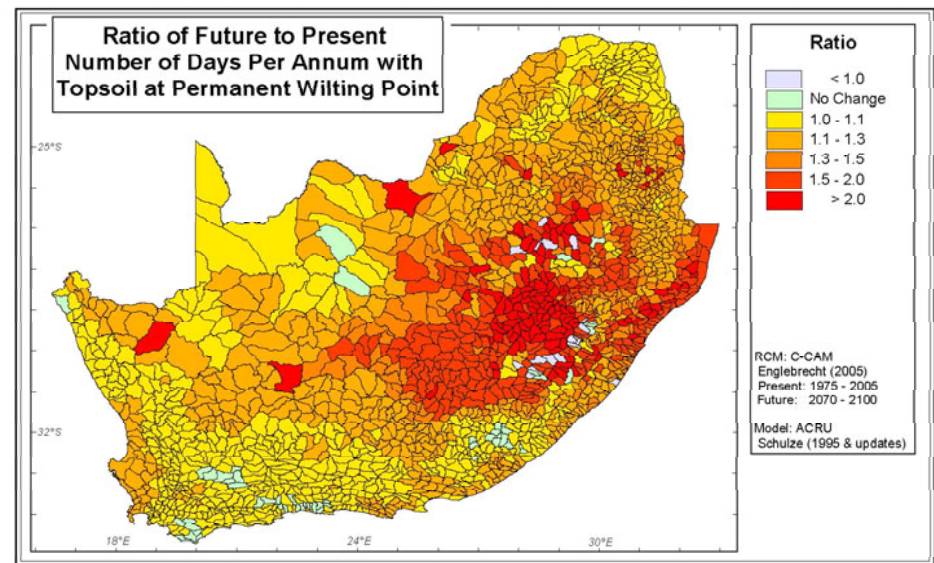 Ratio of Future to Present
Number of Days Per Annum with
Topsoil at Permanent Wilting Point
Ratio
< 1.0
No Change
1.0 - 1.1
1.1 - 1.3
1.3 - 1.5
1.5 - 2.0
> 2.0
25°S
32°S
RCM: C-CAM
Englebrecht (2005)
Present: 1975 - 2005
Future: 2070 - 2100
Model: ACRU
Schulze (1995 & updates)
18°E
24°E
30°E